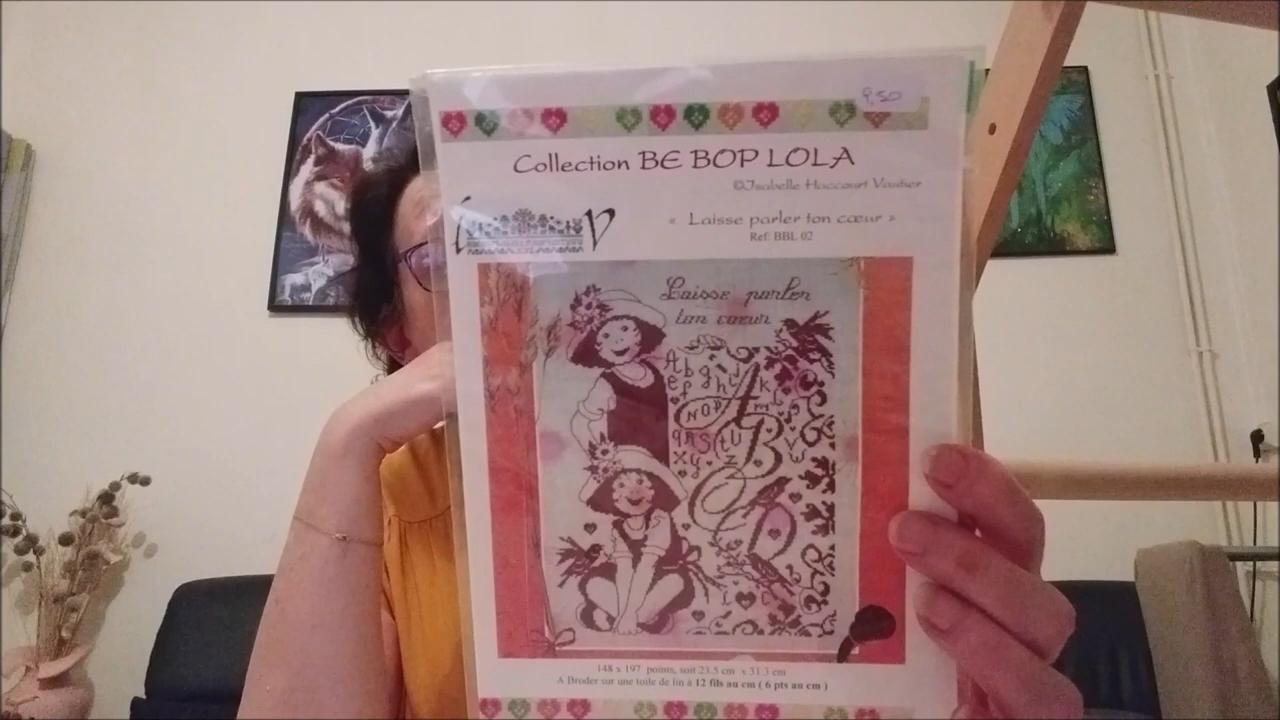 9,50
Collection BE BOP LOLA
©Isabelle Haccourt Vautier
« Laisse parler ton cœur »
Ref: BBL 02
V
Laisse parler
ton coeur
148 x 197 points, soit 23.5 cm x 31.3 cm
A Broder sur une toile de lin à 12 fils au cm ( 6 pts au cm )